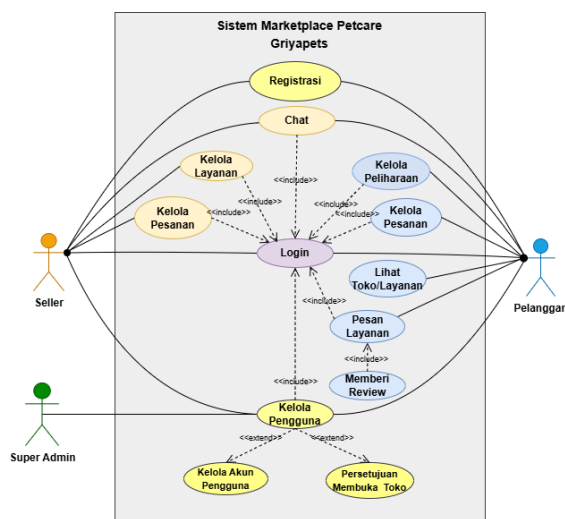 Sistem Marketplace Petcare
Griyapets
Registrasi
Chat
Kelola
Layanan
Kelola
Peliharaan
<<include>>
<<include>>
<<include>>
Kelola
Pesanan
Kelola
Pesanan
<<include>>
<<include>>
Login
Lihat
Toko/Layanan
Seller
Pelanggan
<<include>>
Pesan
Layanan
<<include>>
Memberi
Review
<<include>>
Kelola
Pengguna
Super Admin
<<extend>>
<<extend>>
Kelola Akun
Pengguna
Persetujuan
Membuka Toko